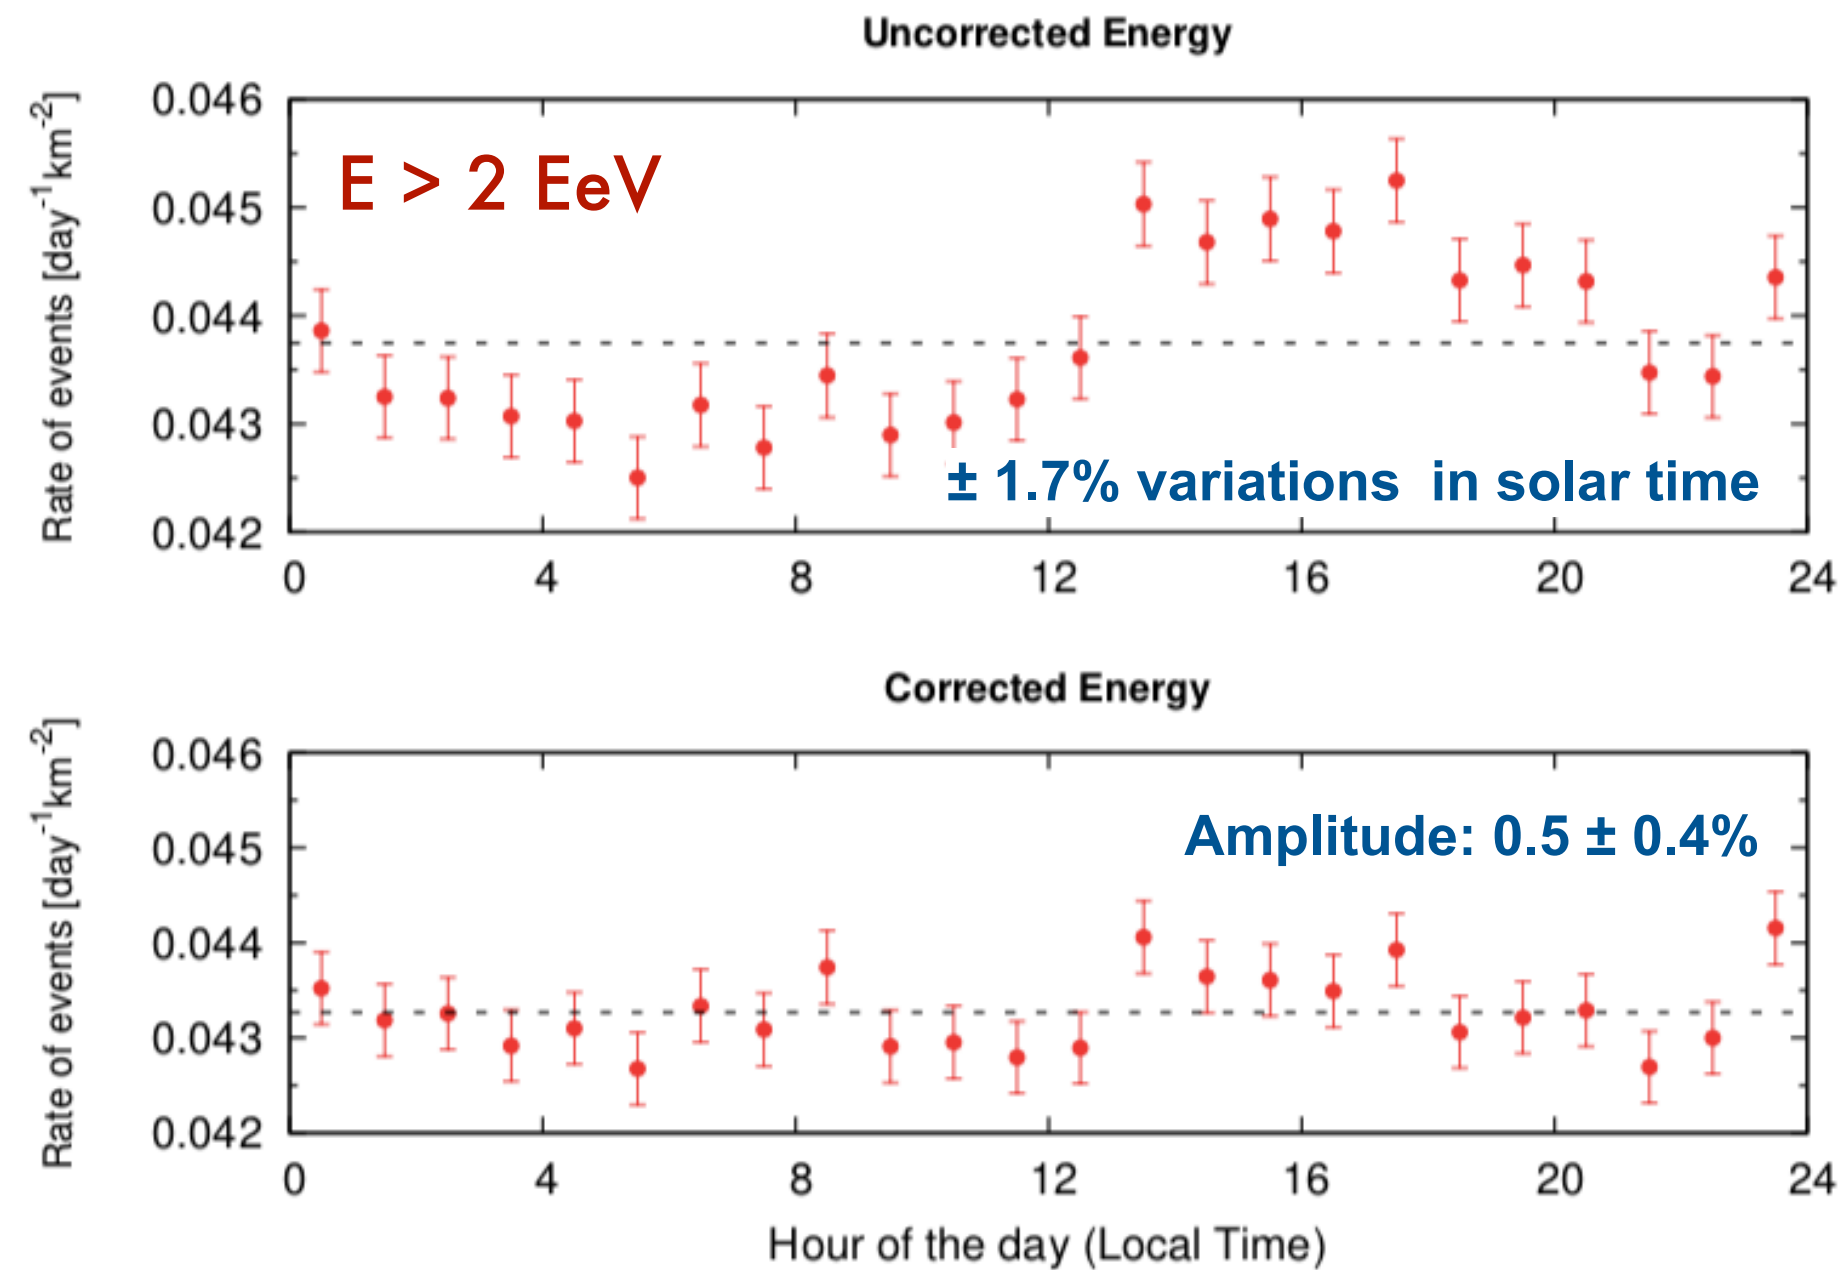 Uncorrected Energy
Rate of events [day⁻¹km⁻²]
0.046
0.045
0.044
0.043
0.042
E > 2 EeV
± 1.7% variations in solar time
0 4 8 12 16 20 24
Corrected Energy
Rate of events [day⁻¹km⁻²]
0.046
0.045
0.044
0.043
0.042
Amplitude: 0.5 ± 0.4%
0 4 8 12 16 20 24
Hour of the day (Local Time)